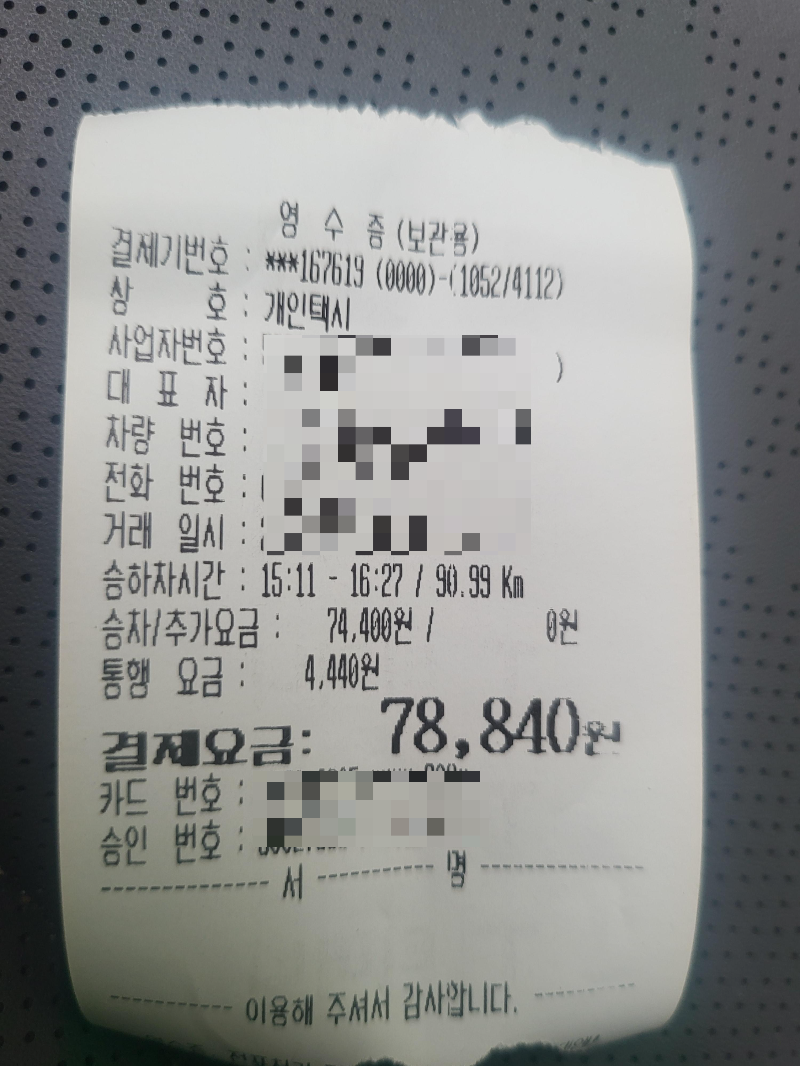 영 수 증 (보관용)
결제기번호 : ***167619 (0000)-(1052/4112)
상 호 : 개인택시
사업자번호 : )
대 표 자 :
차량 번호 :
전화 번호 :
거래 일시 :
승하차시간 : 15:11 - 16:27 / 90.99 Km
승차/추가요금 : 74,400원 / 0원
통행 요금 : 4,440원
결제요금: 78,840원
카드 번호 :
승인 번호 :
서 명
이용해 주셔서 감사합니다.